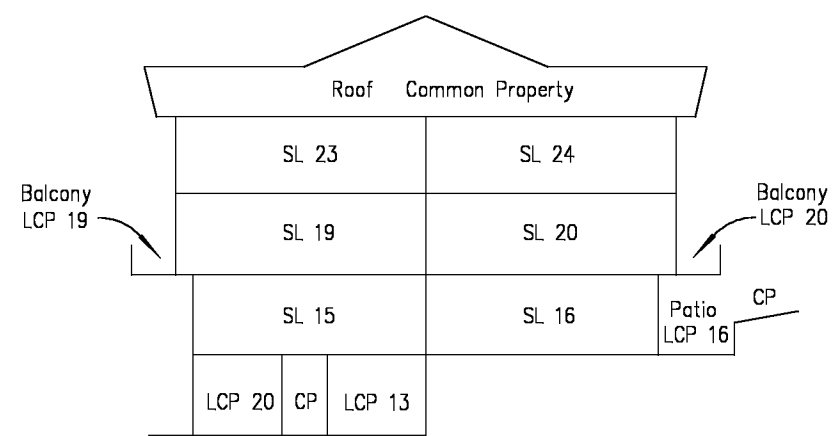 Roof Common Property
SL 23
SL 24
Balcony
LCP 19
Balcony
LCP 20
SL 19
SL 20
SL 15
SL 16
Patio
LCP 16
CP
LCP 20
CP
LCP 13